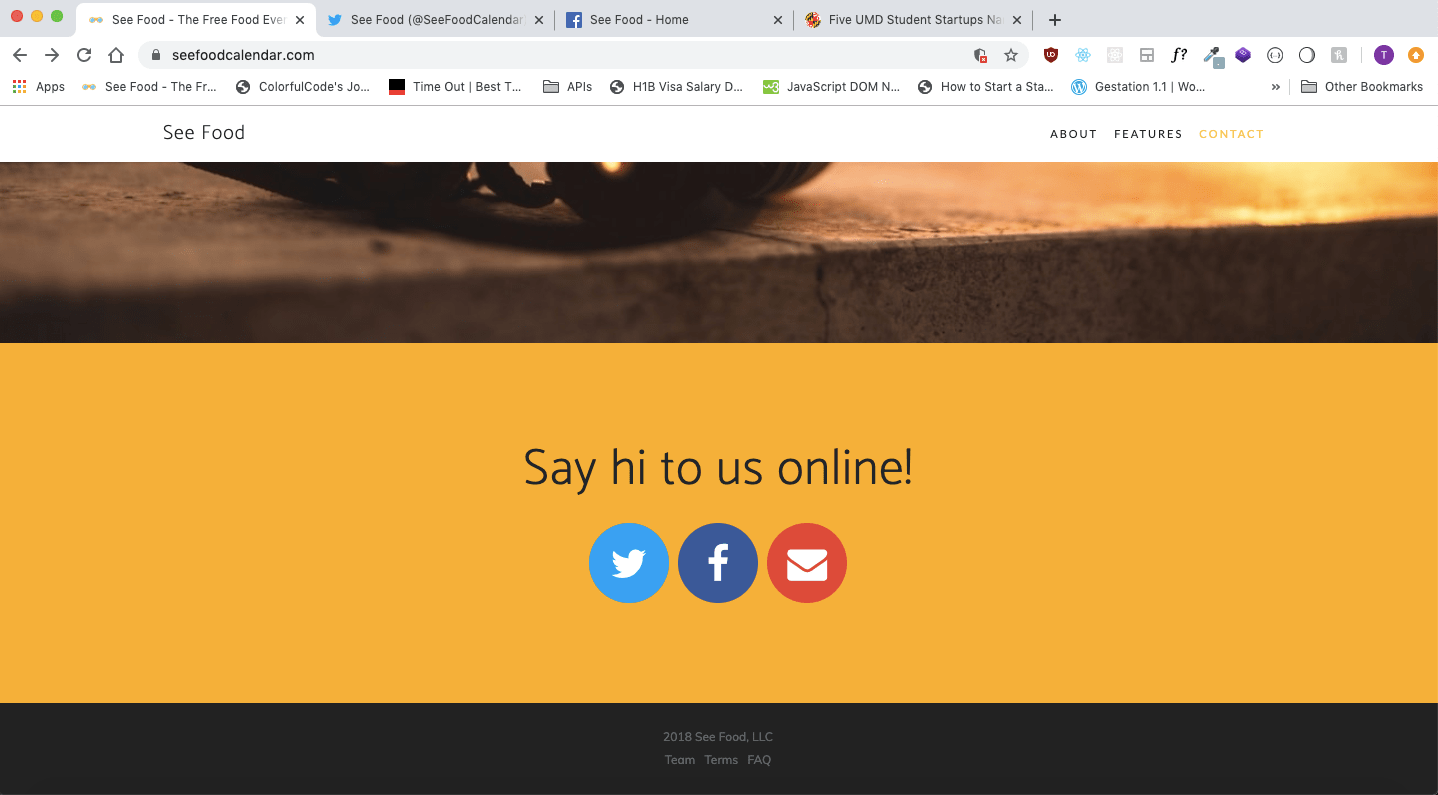 See Food - The Free Food Ever
See Food (@SeeFoodCalendar
See Food - Home
Five UMD Student Startups Na
seefoodcalendar.com
f?
T
Apps
See Food - The Fr...
ColorfulCode's Jo...
Time Out | Best T...
APIs
H1B Visa Salary D...
JavaScript DOM N...
How to Start a Sta...
Gestation 1.1 | Wo...
»
Other Bookmarks
See Food
ABOUT FEATURES CONTACT
Say hi to us online!
2018 See Food, LLC
Team Terms FAQ